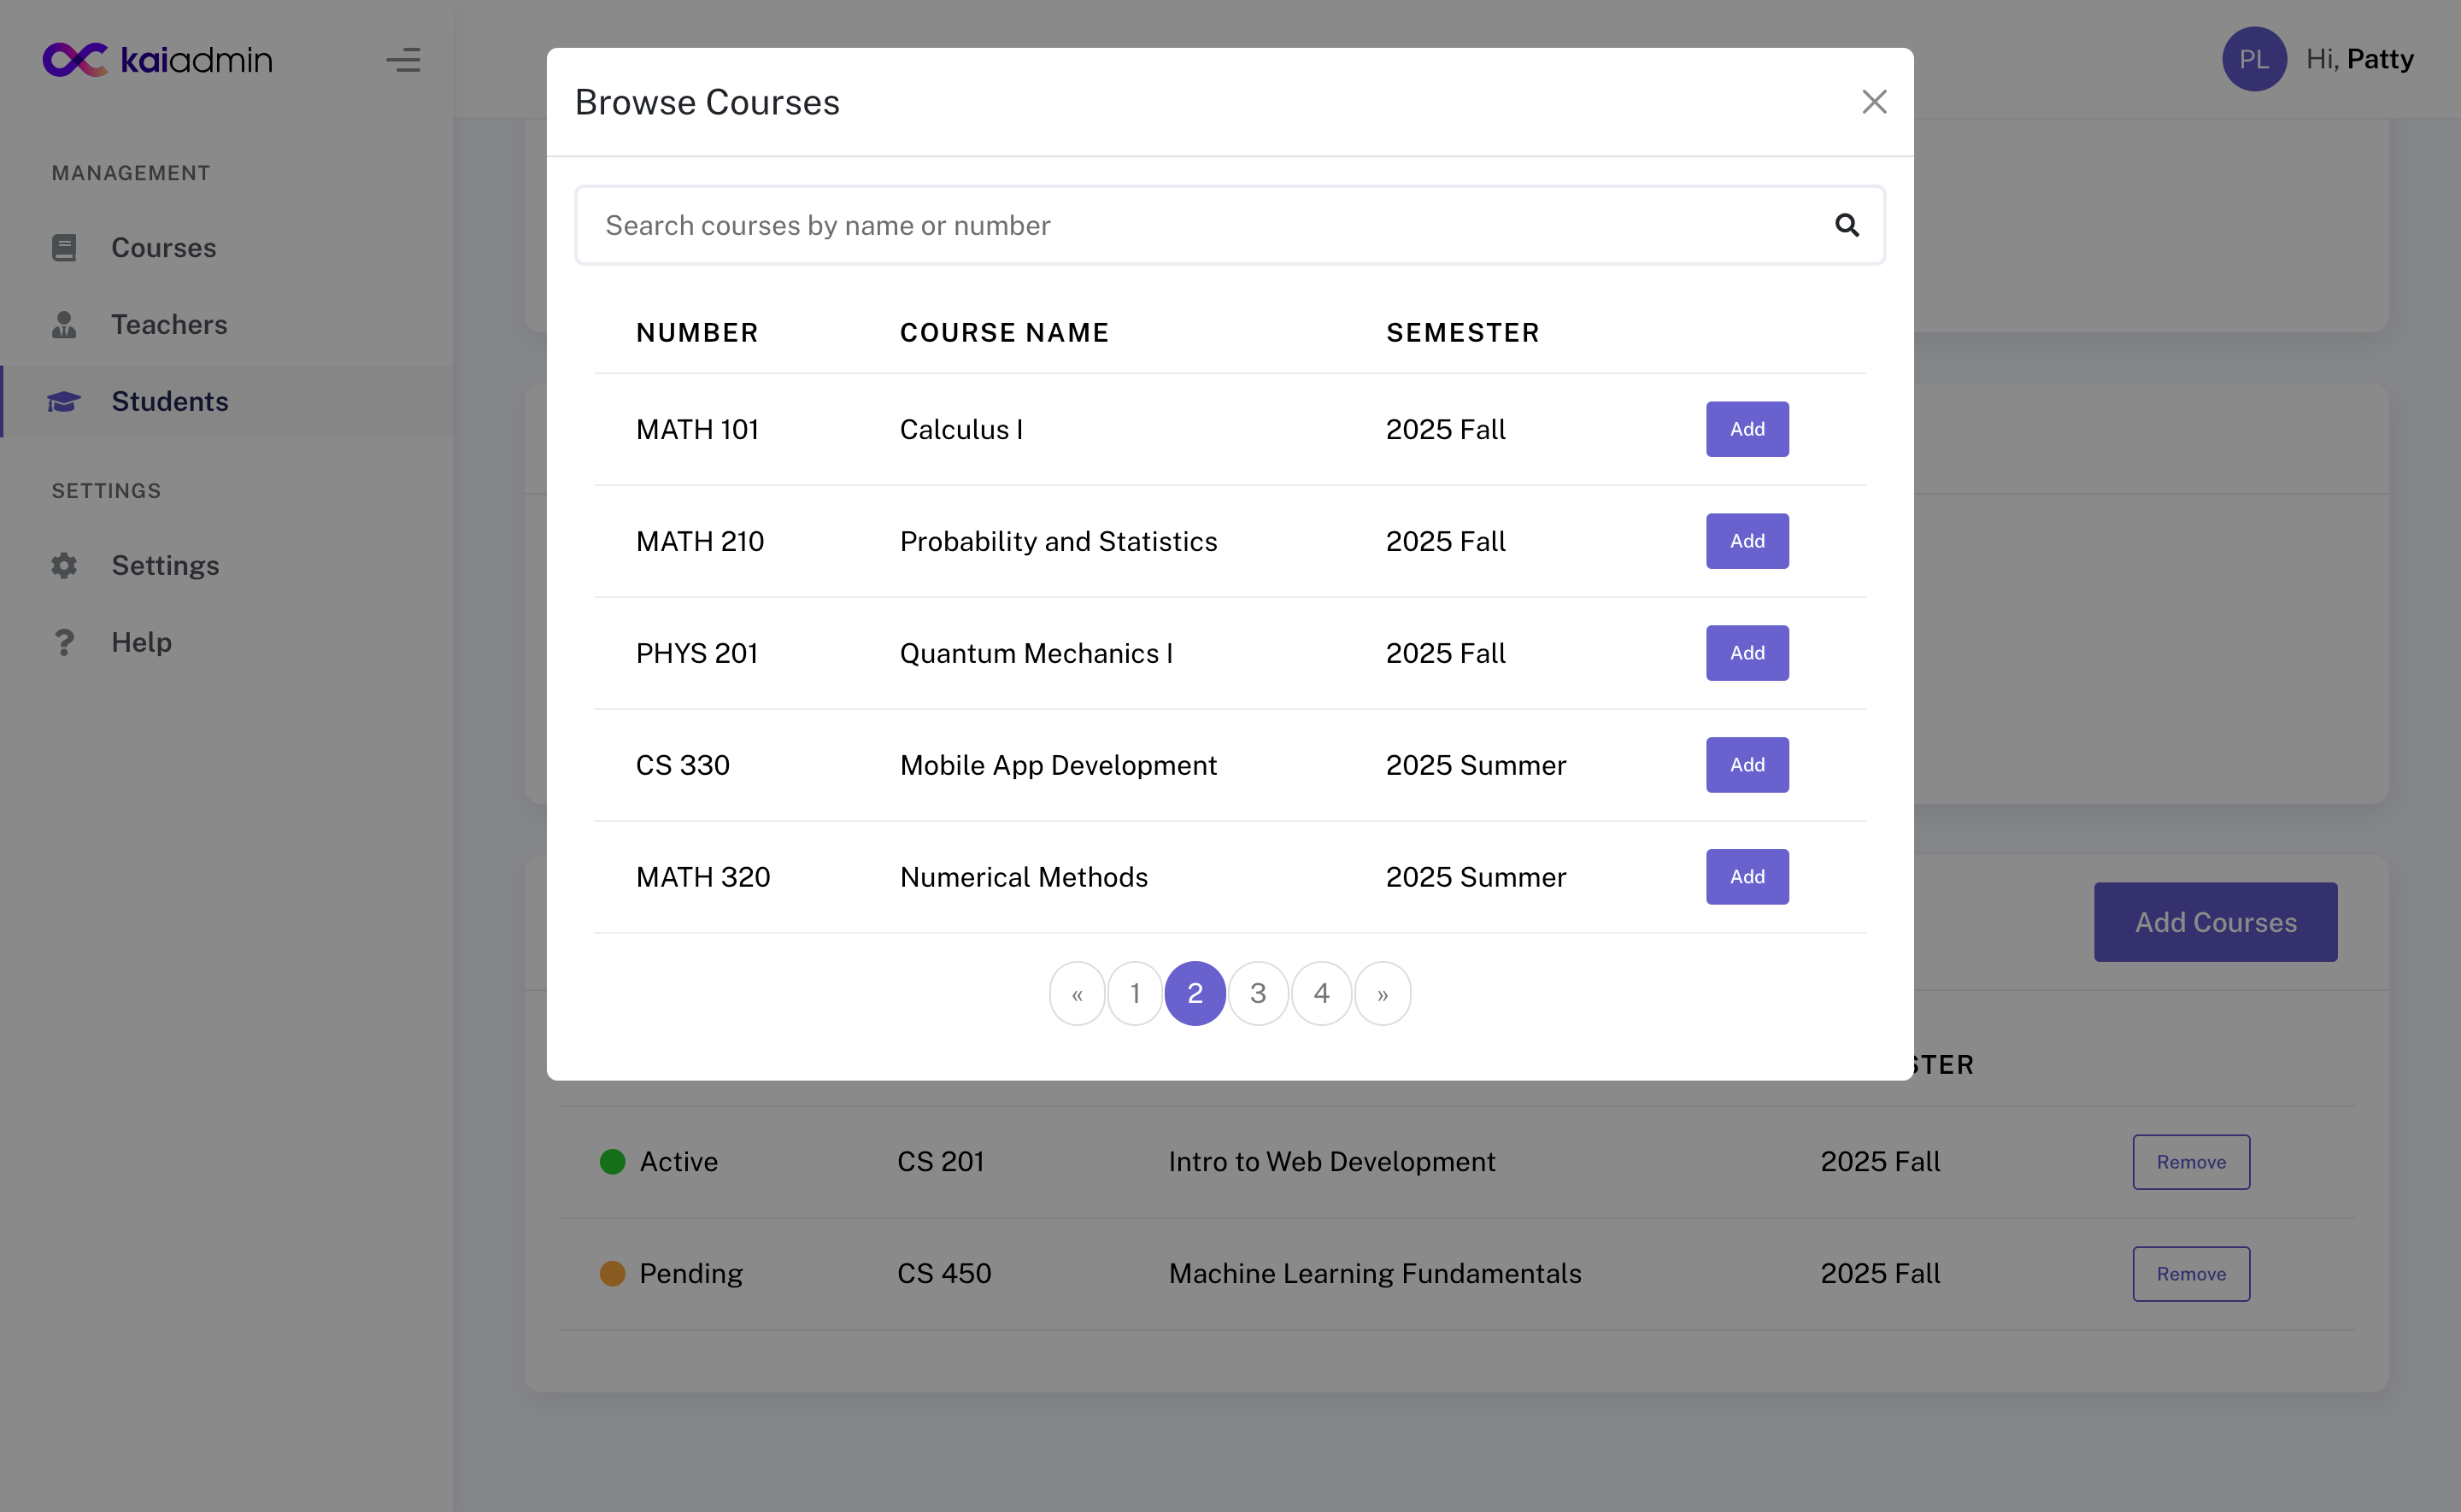 kaiadmin
Hi, Patty
PL
MANAGEMENT
Courses
Teachers
Students
SETTINGS
Settings
Help
Browse Courses
Search courses by name or number
NUMBER COURSE NAME SEMESTER
MATH 101 Calculus I 2025 Fall Add
MATH 210 Probability and Statistics 2025 Fall Add
PHYS 201 Quantum Mechanics I 2025 Fall Add
CS 330 Mobile App Development 2025 Summer Add
MATH 320 Numerical Methods 2025 Summer Add
« 1 2 3 4 »
Add Courses
STER
Active CS 201 Intro to Web Development 2025 Fall Remove
Pending CS 450 Machine Learning Fundamentals 2025 Fall Remove